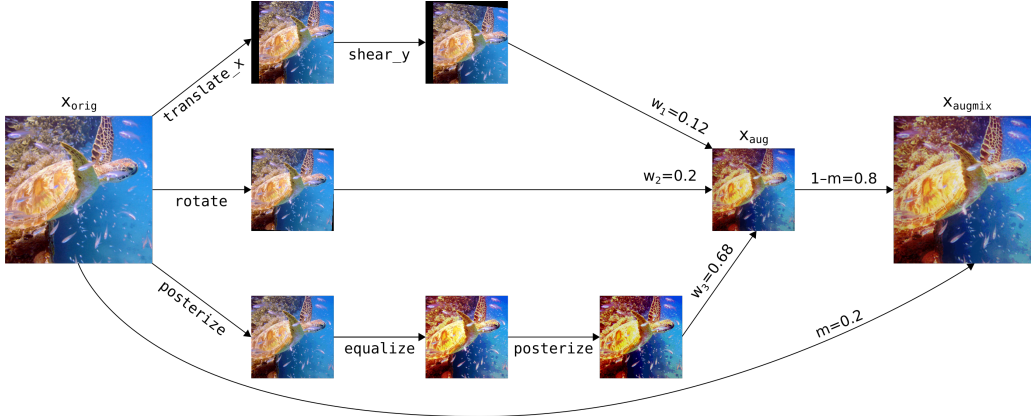 translate_x
shear_y
x_orig
w₁=0.12
x_aug
x_augmix
rotate
w₂=0.2
1–m=0.8
posterize
equalize
posterize
w₃=0.68
m=0.2